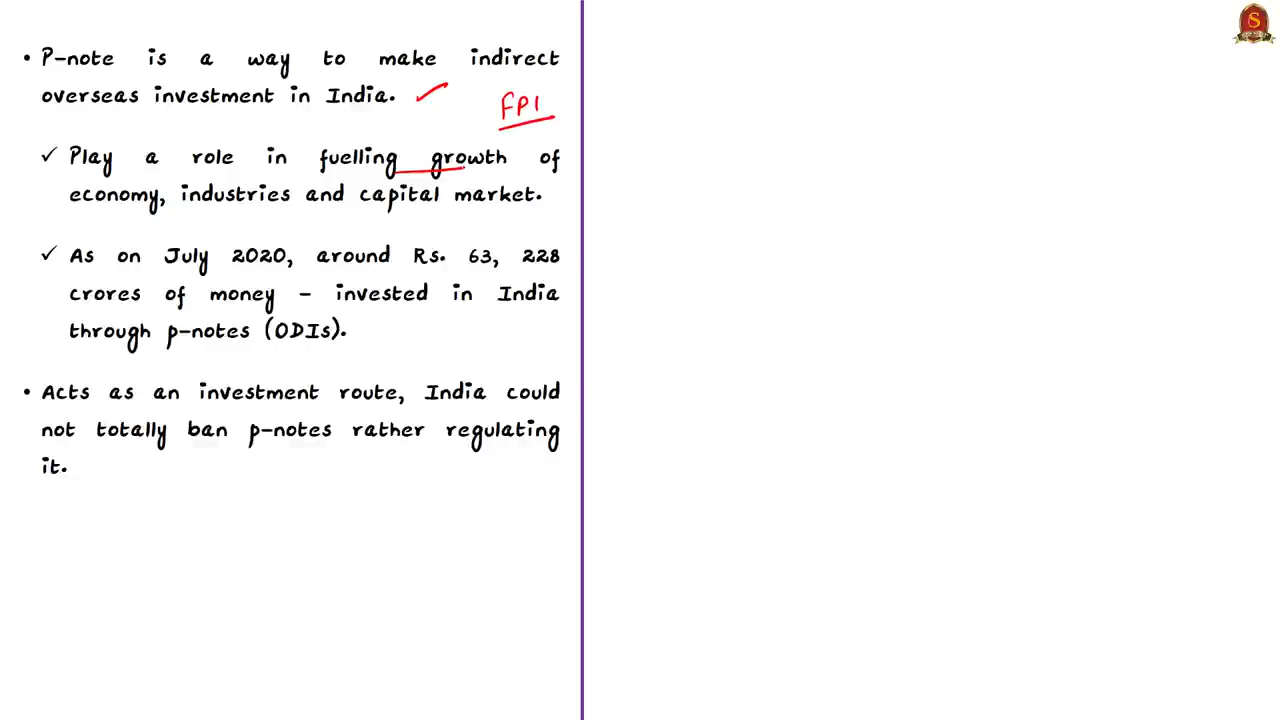 • P-note is a way to make indirect
overseas investment in India.
FPI
✓ Play a role in fuelling growth of
economy, industries and capital market.
✓ As on July 2020, around Rs. 63, 228
crores of money – invested in India
through p-notes (ODIs).
• Acts as an investment route, India could
not totally ban p-notes rather regulating
it.
S